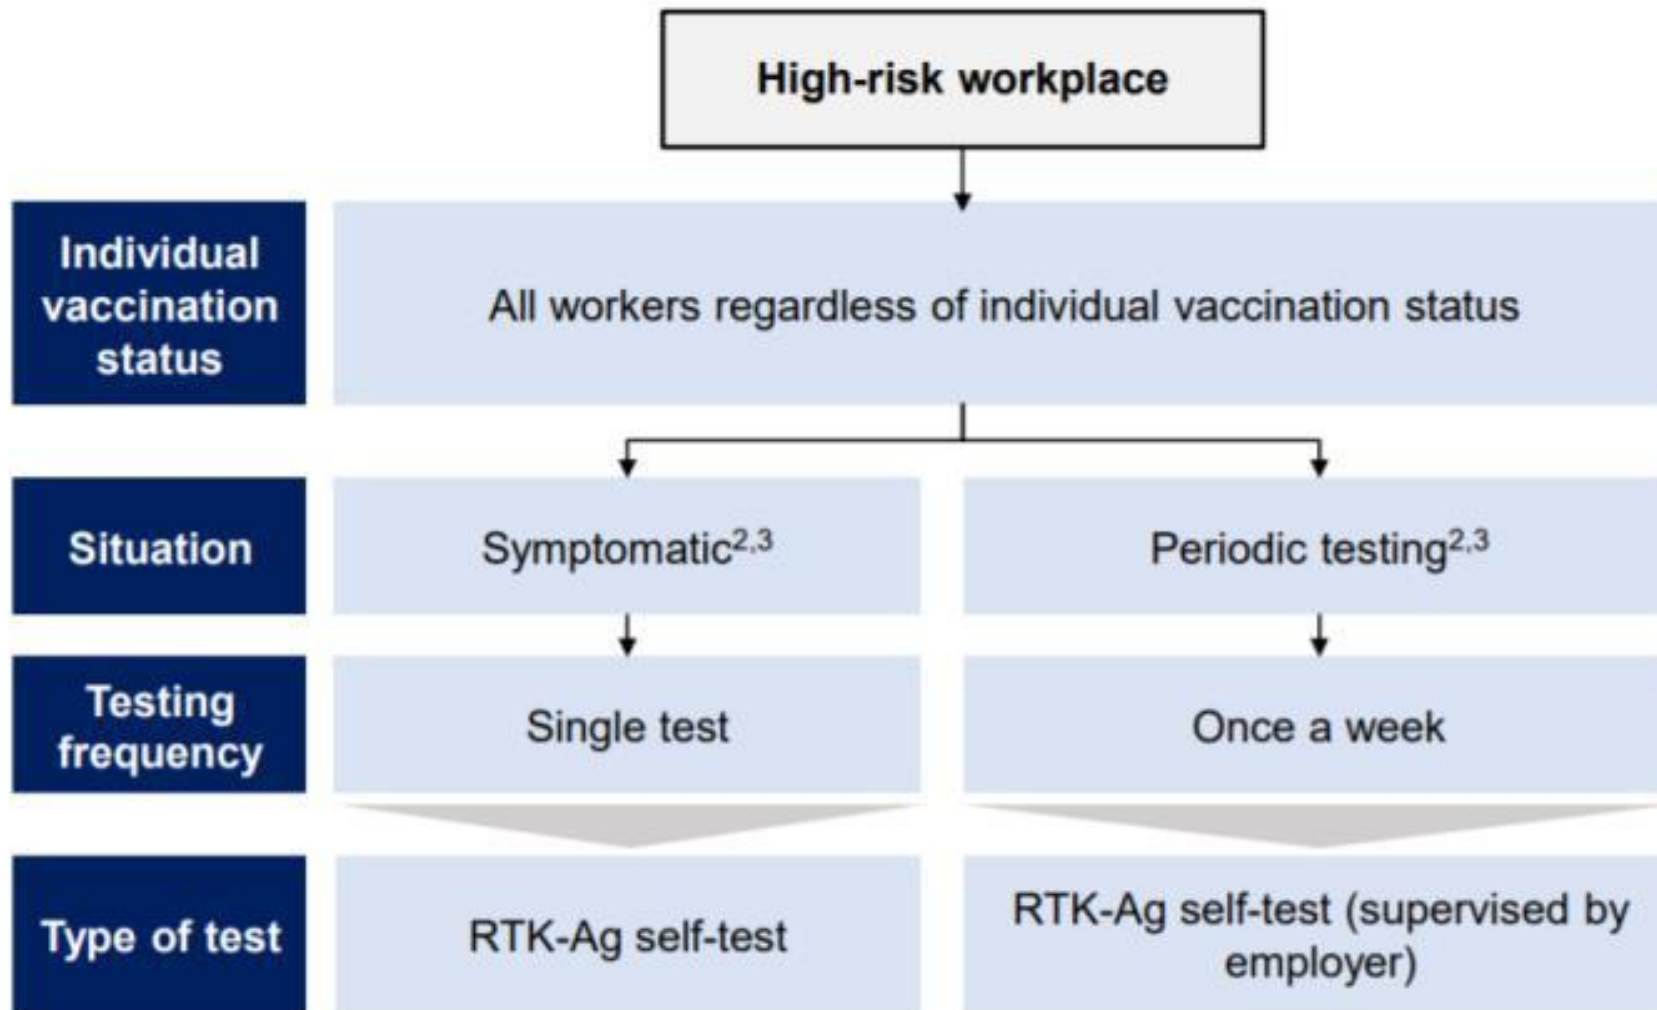 High-risk workplace
Individual
vaccination
status
All workers regardless of individual vaccination status
Situation
Symptomatic2,3
Periodic testing2,3
Testing
frequency
Single test
Once a week
Type of test
RTK-Ag self-test
RTK-Ag self-test (supervised by
employer)